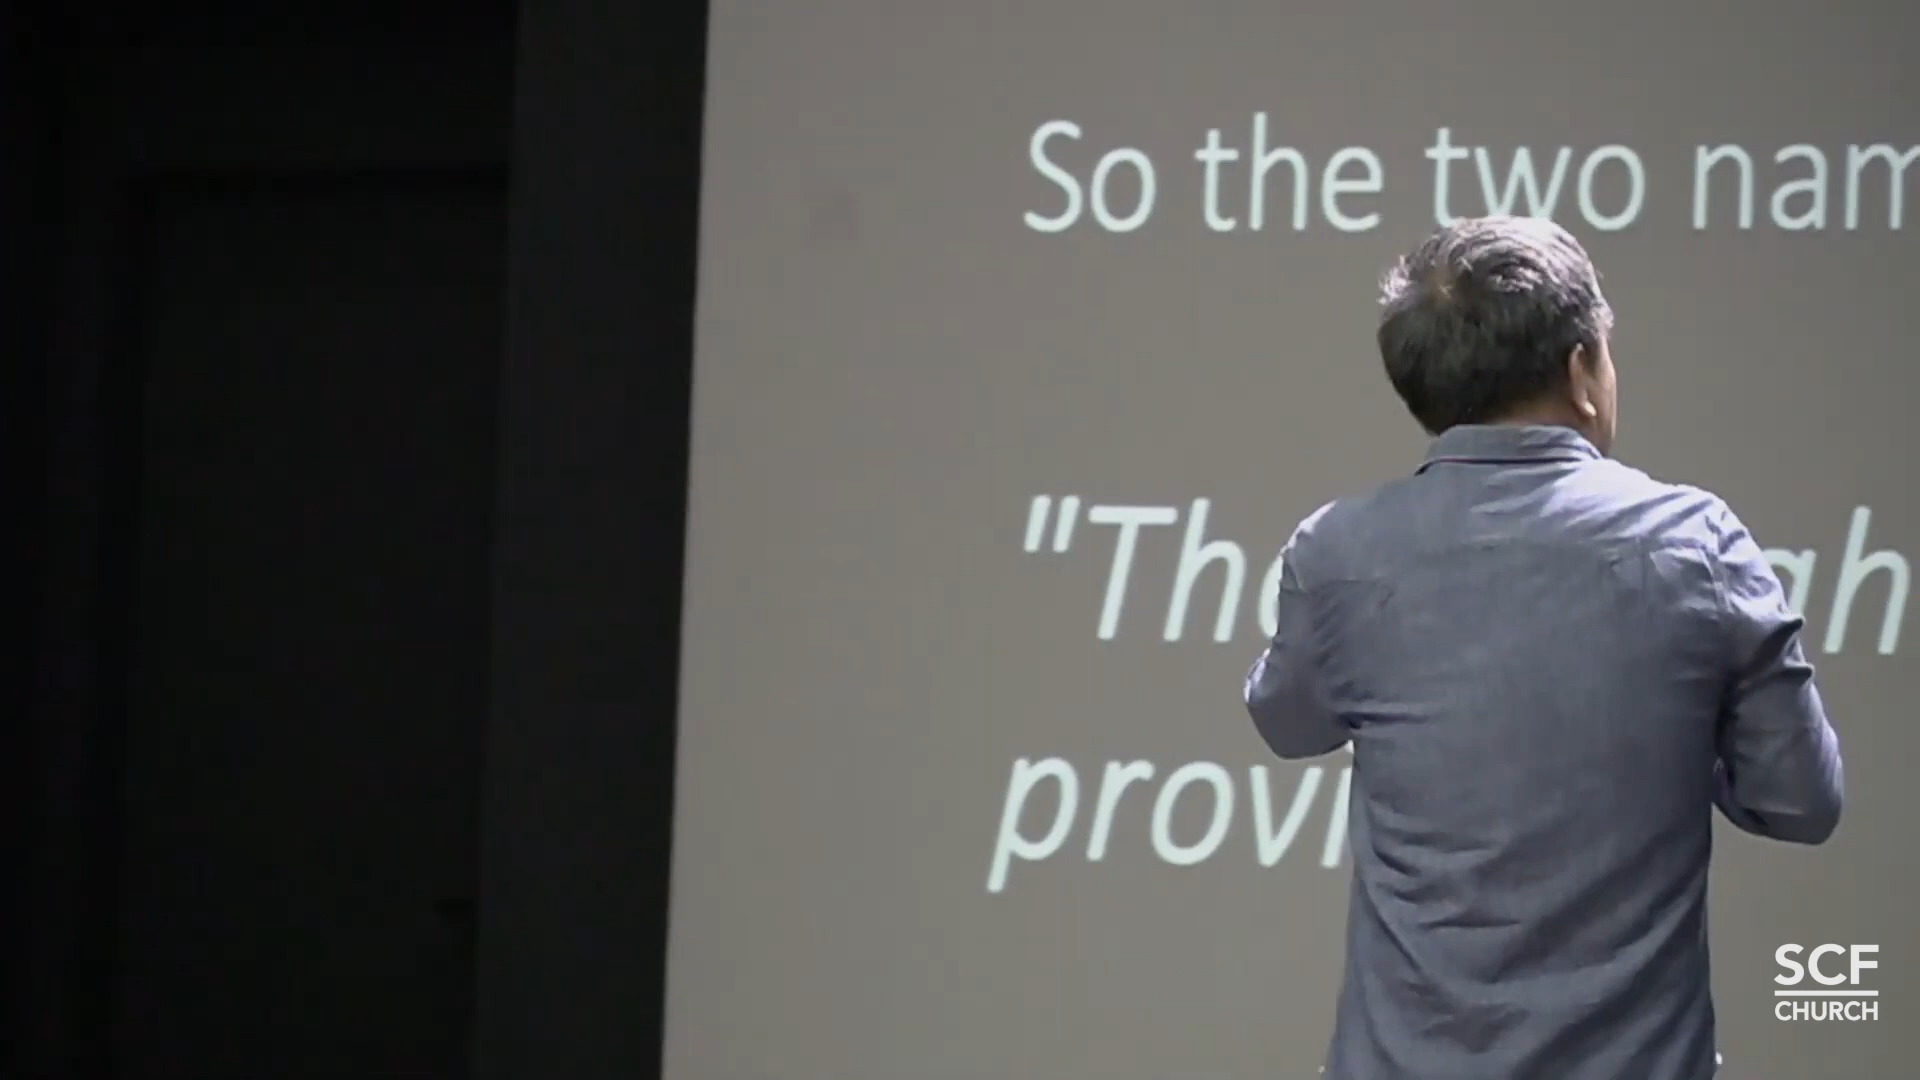 So the two nam
"The
provi
SCF
CHURCH